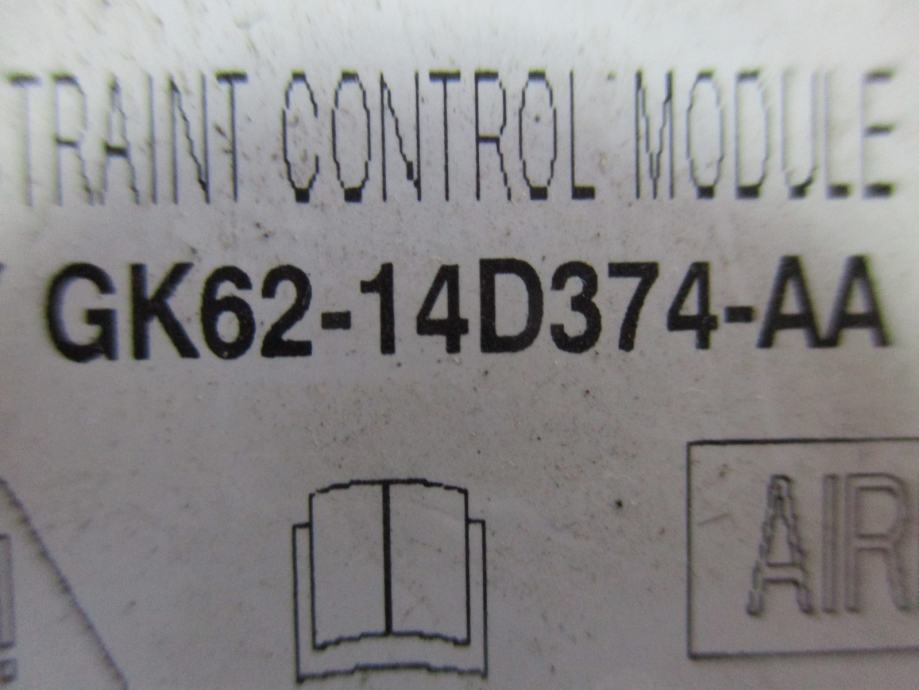 TRAINT CONTROL MODULE
GK62-14D374-AA
AIR